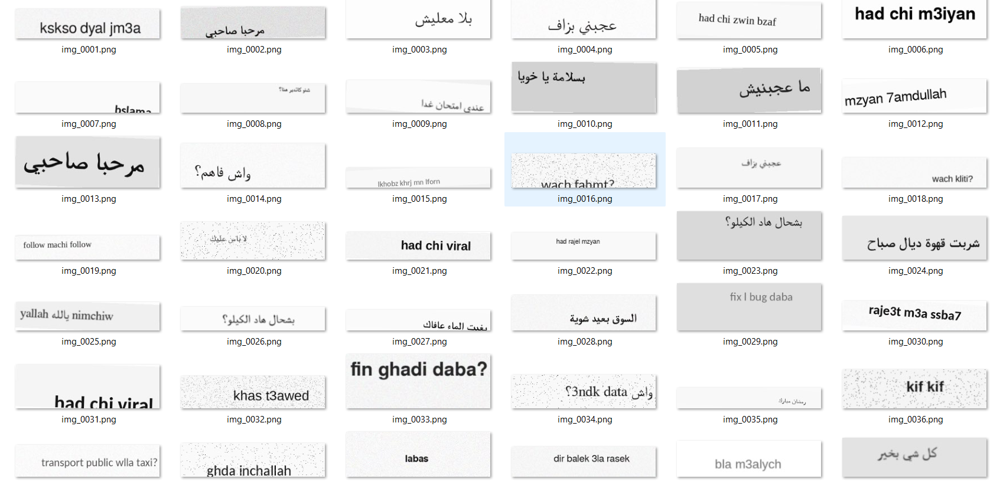 kskso dyal jm3a
مرحبا صاحبي
بلا معليش
عجبني بزاف
had chi zwin bzaf
had chi m3iyan
img_0001.png
img_0002.png
img_0003.png
img_0004.png
img_0005.png
img_0006.png
bslama
شنو كاتدير هنا؟
عندي امتحان غدا
بسلامة يا خويا
ما عجبنيش
mzyan 7amdullah
img_0007.png
img_0008.png
img_0009.png
img_0010.png
img_0011.png
img_0012.png
مرحبا صاحبي
واش فاهم؟
lkhobz khrj mn lforn
wach fahmt?
عجبني بزاف
wach kliti?
img_0013.png
img_0014.png
img_0015.png
img_0016.png
img_0017.png
img_0018.png
follow machi follow
لا باس عليك
had chi viral
had rajel mzyan
بشحال هاد الكيلو؟
شربت قهوة ديال صباح
img_0019.png
img_0020.png
img_0021.png
img_0022.png
img_0023.png
img_0024.png
yallah يالله nimchiw
بشحال هاد الكيلو؟
بغيت الماء عافاك
السوق بعيد شوية
fix l bug daba
raje3t m3a ssba7
img_0025.png
img_0026.png
img_0027.png
img_0028.png
img_0029.png
img_0030.png
had chi viral
khas t3awed
fin ghadi daba?
واش 3ndk data؟
رمضان مبارك
kif kif
img_0031.png
img_0032.png
img_0033.png
img_0034.png
img_0035.png
img_0036.png
transport public wlla taxi?
ghda inchallah
labas
dir balek 3la rasek
bla m3alych
كل شي بخير